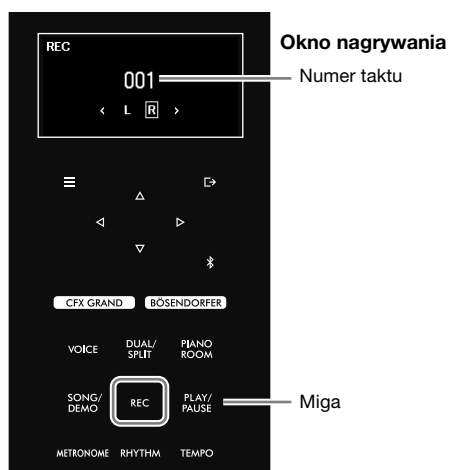 REC
Okno nagrywania
001
Numer taktu
< L R >
CFX GRAND BÖSENDORFER
VOICE DUAL/SPLIT PIANO ROOM
SONG/DEMO REC PLAY/PAUSE
Miga
METRONOME RHYTHM TEMPO